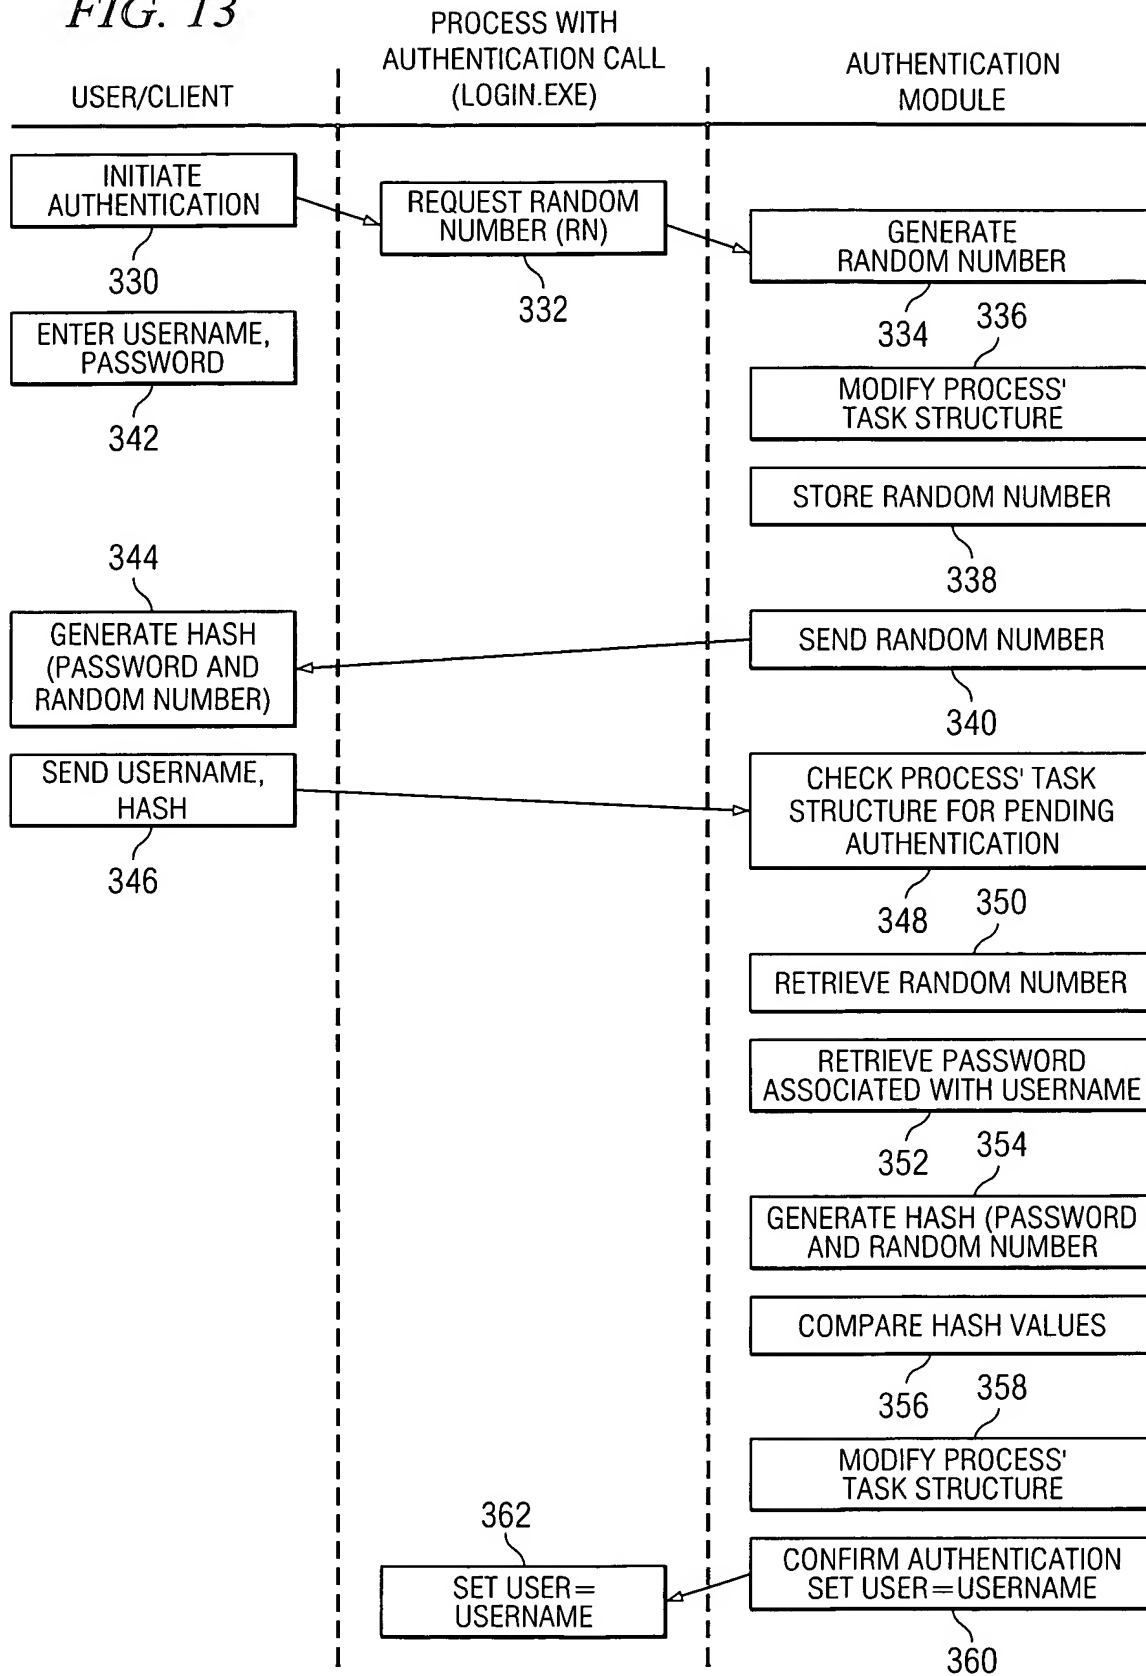 FIG. 13
USER/CLIENT
PROCESS WITH
AUTHENTICATION CALL
(LOGIN.EXE)
AUTHENTICATION
MODULE
INITIATE
AUTHENTICATION
330
REQUEST RANDOM
NUMBER (RN)
332
GENERATE
RANDOM NUMBER
334
336
ENTER USERNAME,
PASSWORD
342
MODIFY PROCESS'
TASK STRUCTURE
STORE RANDOM NUMBER
338
344
GENERATE HASH
(PASSWORD AND
RANDOM NUMBER)
SEND RANDOM NUMBER
340
SEND USERNAME,
HASH
346
CHECK PROCESS' TASK
STRUCTURE FOR PENDING
AUTHENTICATION
348
350
RETRIEVE RANDOM NUMBER
RETRIEVE PASSWORD
ASSOCIATED WITH USERNAME
352
354
GENERATE HASH (PASSWORD
AND RANDOM NUMBER
COMPARE HASH VALUES
356
358
MODIFY PROCESS'
TASK STRUCTURE
362
SET USER=
USERNAME
CONFIRM AUTHENTICATION
SET USER=USERNAME
360